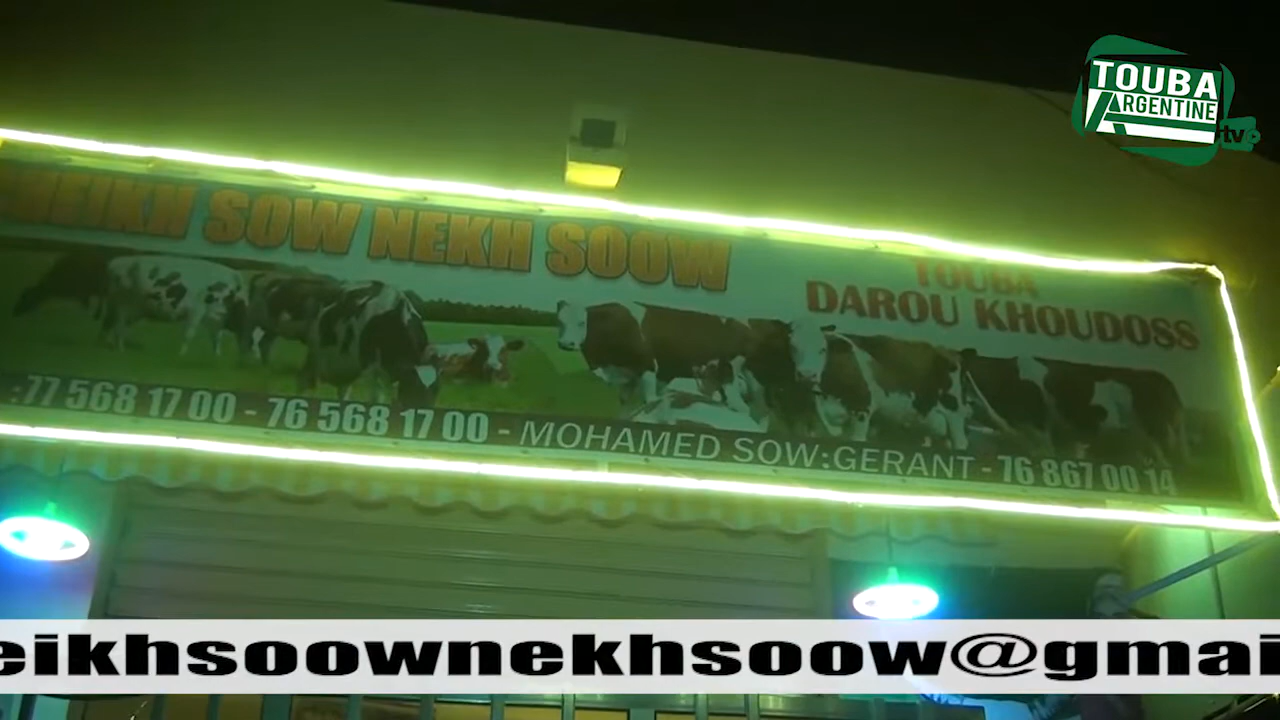 TOUBA
ARGENTINE
tv
HEIKH SOW NEKH SOOW
TOUBA
DAROU KHOUDOSS
:77 568 17 00 - 76 568 17 00 - MOHAMED SOW:GERANT - 76 867 00 14
eikhsoownekhsoow@gmai